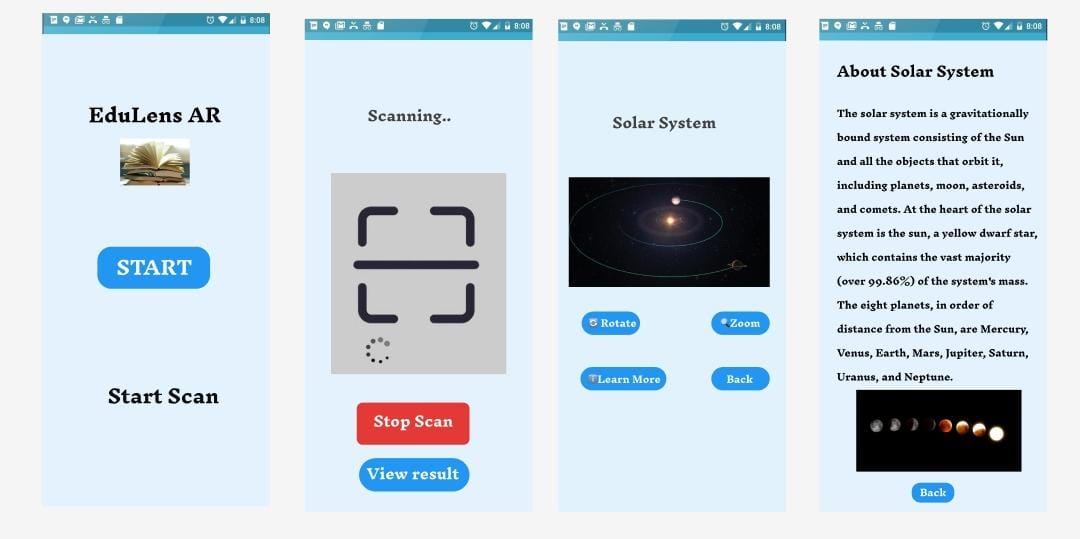 8:08
EduLens AR
START
Start Scan
8:08
Scanning..
Stop Scan
View result
8:08
Solar System
Rotate
Zoom
Learn More
Back
8:08
About Solar System
The solar system is a gravitationally
bound system consisting of the Sun
and all the objects that orbit it,
including planets, moon, asteroids,
and comets. At the heart of the solar
system is the sun, a yellow dwarf star,
which contains the vast majority
(over 99.86%) of the system's mass.
The eight planets, in order of
distance from the Sun, are Mercury,
Venus, Earth, Mars, Jupiter, Saturn,
Uranus, and Neptune.
Back